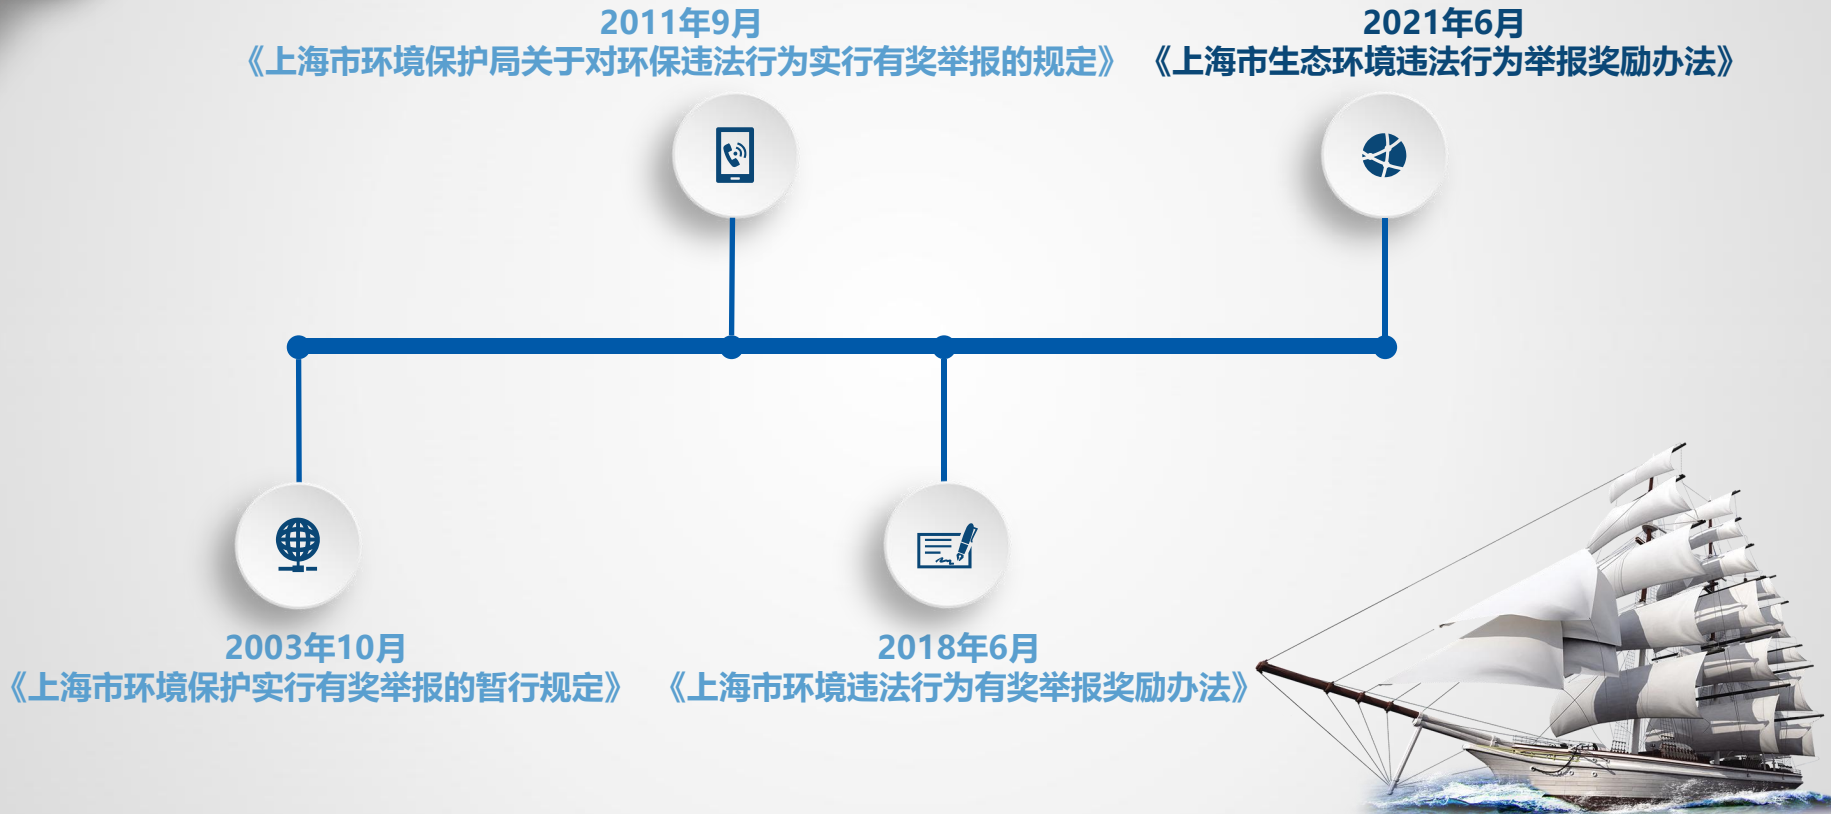 2011年9月
《上海市环境保护局关于对环保违法行为实行有奖举报的规定》
2021年6月
《上海市生态环境违法行为举报奖励办法》
2003年10月
《上海市环境保护实行有奖举报的暂行规定》
2018年6月
《上海市环境违法行为有奖举报奖励办法》